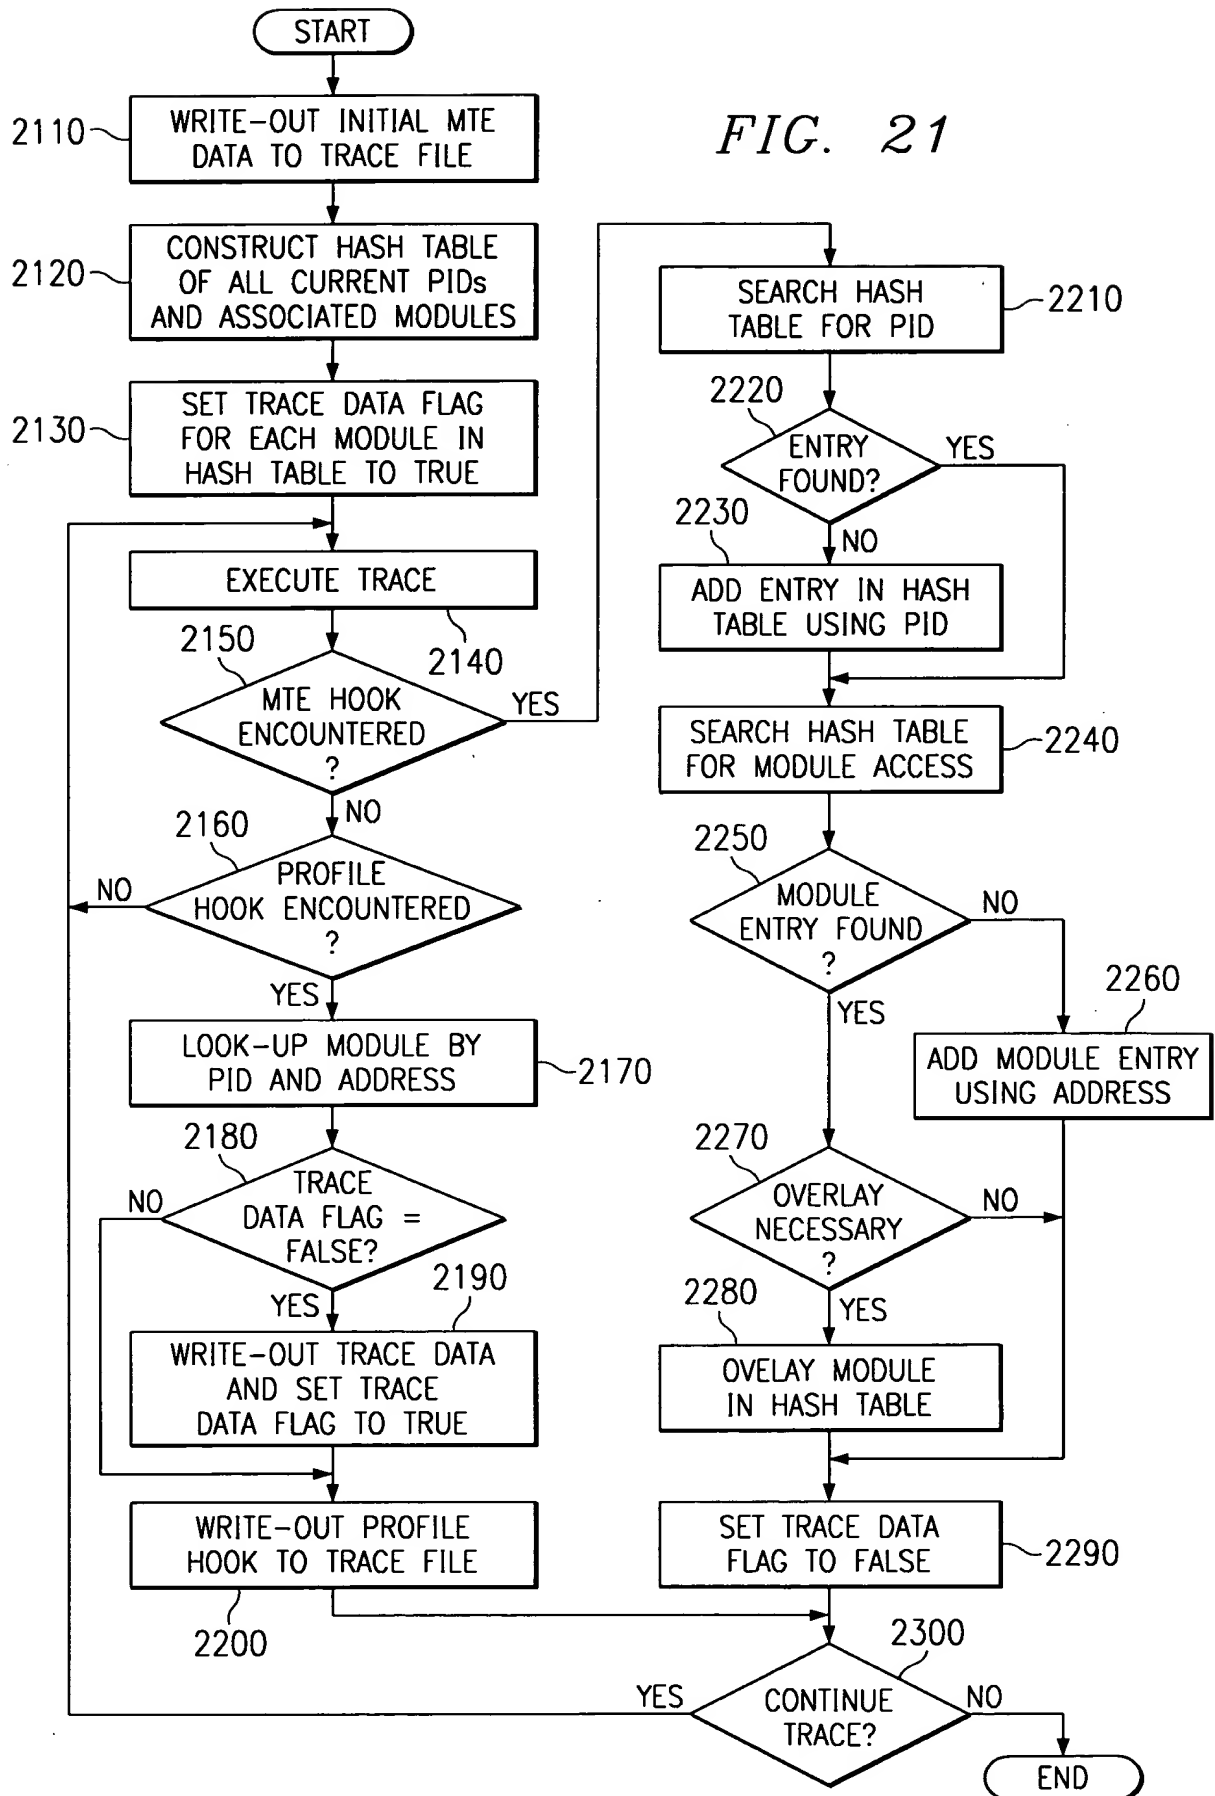 START
2110
WRITE-OUT INITIAL MTE
DATA TO TRACE FILE
FIG. 21
2120
CONSTRUCT HASH TABLE
OF ALL CURRENT PIDs
AND ASSOCIATED MODULES
2130
SET TRACE DATA FLAG
FOR EACH MODULE IN
HASH TABLE TO TRUE
EXECUTE TRACE
2140
2150
MTE HOOK
ENCOUNTERED
?
YES
NO
2160
PROFILE
HOOK ENCOUNTERED
?
NO
YES
LOOK-UP MODULE BY
PID AND ADDRESS
2170
2180
TRACE
DATA FLAG =
FALSE?
NO
YES
2190
WRITE-OUT TRACE DATA
AND SET TRACE
DATA FLAG TO TRUE
WRITE-OUT PROFILE
HOOK TO TRACE FILE
2200
SEARCH HASH
TABLE FOR PID
2210
2220
ENTRY
FOUND?
YES
NO
2230
ADD ENTRY IN HASH
TABLE USING PID
SEARCH HASH TABLE
FOR MODULE ACCESS
2240
2250
MODULE
ENTRY FOUND
?
NO
YES
2260
ADD MODULE ENTRY
USING ADDRESS
2270
OVERLAY
NECESSARY
?
NO
YES
2280
OVELAY MODULE
IN HASH TABLE
SET TRACE DATA
FLAG TO FALSE
2290
2300
CONTINUE
TRACE?
YES
NO
END